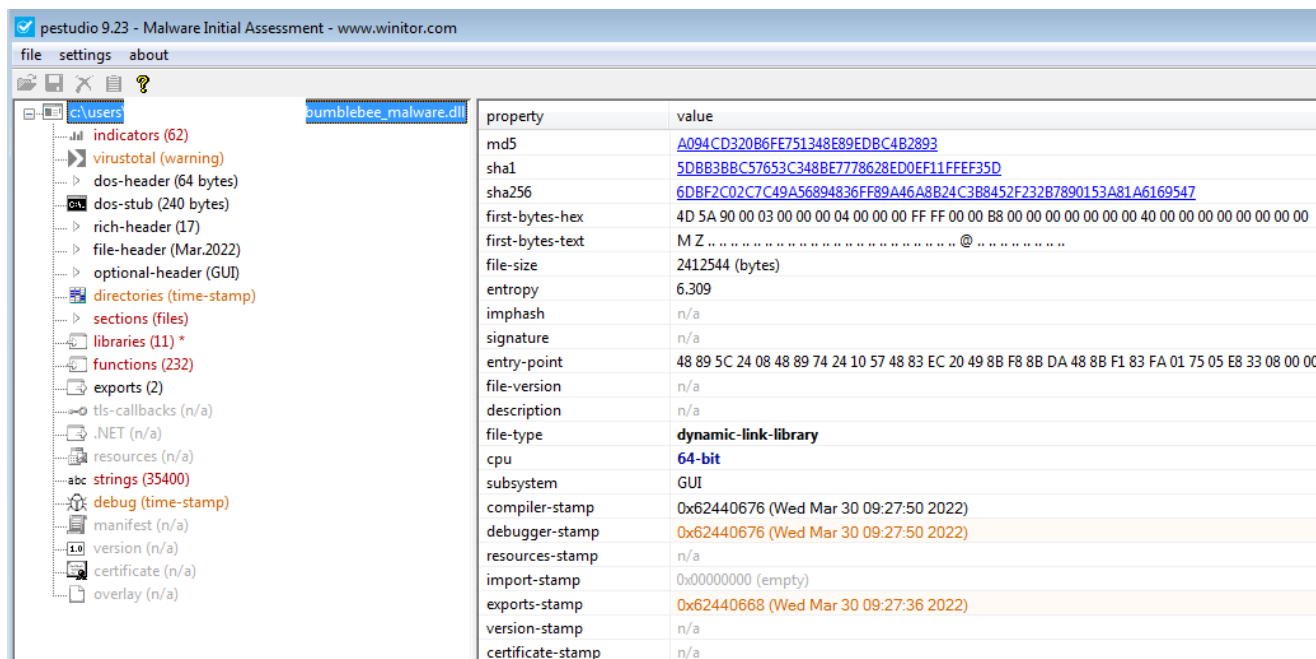 pestudio 9.23 - Malware Initial Assessment - www.winitor.com
file settings about
c:\users\ bumblebee_malware.dll
indicators (62)
virustotal (warning)
dos-header (64 bytes)
dos-stub (240 bytes)
rich-header (17)
file-header (Mar.2022)
optional-header (GUI)
directories (time-stamp)
sections (files)
libraries (11) *
functions (232)
exports (2)
tls-callbacks (n/a)
.NET (n/a)
resources (n/a)
abc strings (35400)
debug (time-stamp)
manifest (n/a)
1.0 version (n/a)
certificate (n/a)
overlay (n/a)
property value
md5 A094CD320B6FE751348E89EDBC4B2893
sha1 5DBB3BBC57653C348BE7778628ED0EF11FFEF35D
sha256 6DBF2C02C7C49A56894836FF89A46A8B24C3B8452F232B7890153A81A6169547
first-bytes-hex 4D 5A 90 00 03 00 00 00 04 00 00 00 FF FF 00 00 B8 00 00 00 00 00 00 00 40 00 00 00 00 00 00 00 00
first-bytes-text M Z .. .. .. .. .. .. .. .. .. .. .. .. .. .. .. .. .. .. .. .. .. .. @ .. .. .. .. .. .. .. ..
file-size 2412544 (bytes)
entropy 6.309
imphash n/a
signature n/a
entry-point 48 89 5C 24 08 48 89 74 24 10 57 48 83 EC 20 49 8B F8 8B DA 48 8B F1 83 FA 01 75 05 E8 33 08 00 00
file-version n/a
description n/a
file-type dynamic-link-library
cpu 64-bit
subsystem GUI
compiler-stamp 0x62440676 (Wed Mar 30 09:27:50 2022)
debugger-stamp 0x62440676 (Wed Mar 30 09:27:50 2022)
resources-stamp n/a
import-stamp 0x00000000 (empty)
exports-stamp 0x62440668 (Wed Mar 30 09:27:36 2022)
version-stamp n/a
certificate-stamp n/a